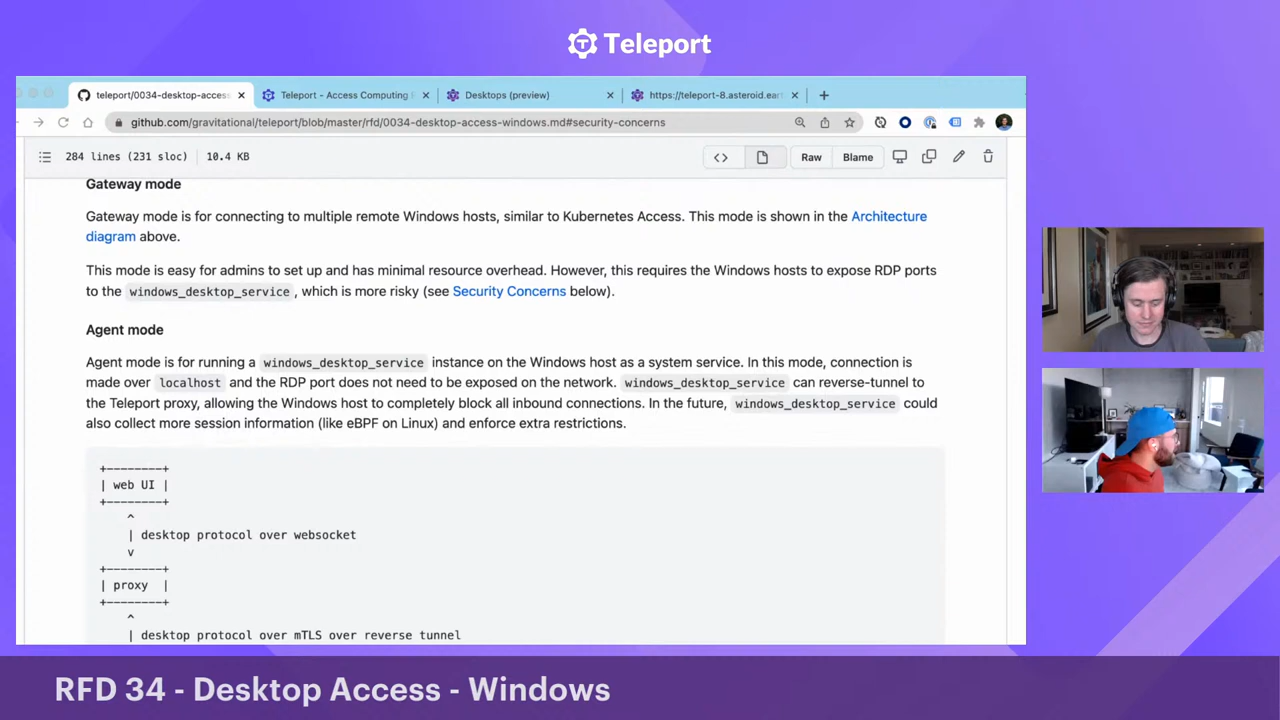 Teleport
teleport/0034-desktop-access
Teleport - Access Computing
Desktops (preview)
https://teleport-8.asteroid.eart
github.com/gravitational/teleport/blob/master/rfd/0034-desktop-access-windows.md#security-concerns
284 lines (231 sloc)
10.4 KB
Raw
Blame
Gateway mode
Gateway mode is for connecting to multiple remote Windows hosts, similar to Kubernetes Access. This mode is shown in the Architecture
diagram above.
This mode is easy for admins to set up and has minimal resource overhead. However, this requires the Windows hosts to expose RDP ports
to the windows_desktop_service, which is more risky (see Security Concerns below).
Agent mode
Agent mode is for running a windows_desktop_service instance on the Windows host as a system service. In this mode, connection is
made over localhost and the RDP port does not need to be exposed on the network. windows_desktop_service can reverse-tunnel to
the Teleport proxy, allowing the Windows host to completely block all inbound connections. In the future, windows_desktop_service could
also collect more session information (like eBPF on Linux) and enforce extra restrictions.
+--------+
| web UI |
+--------+
^
| desktop protocol over websocket
v
+--------+
| proxy  |
+--------+
^
| desktop protocol over mTLS over reverse tunnel
RFD 34 - Desktop Access - Windows